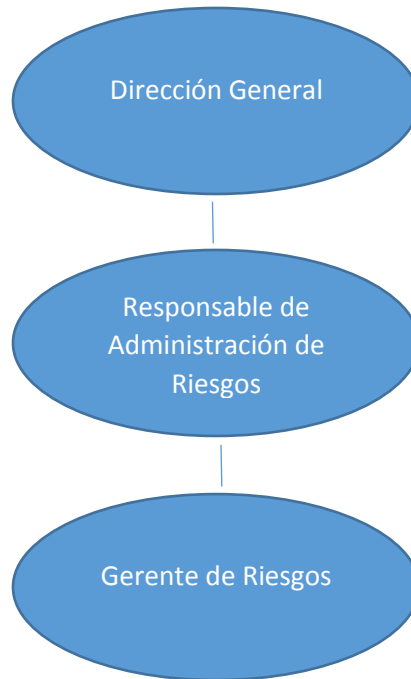 Dirección General
Responsable de
Administración de
Riesgos
Gerente de Riesgos